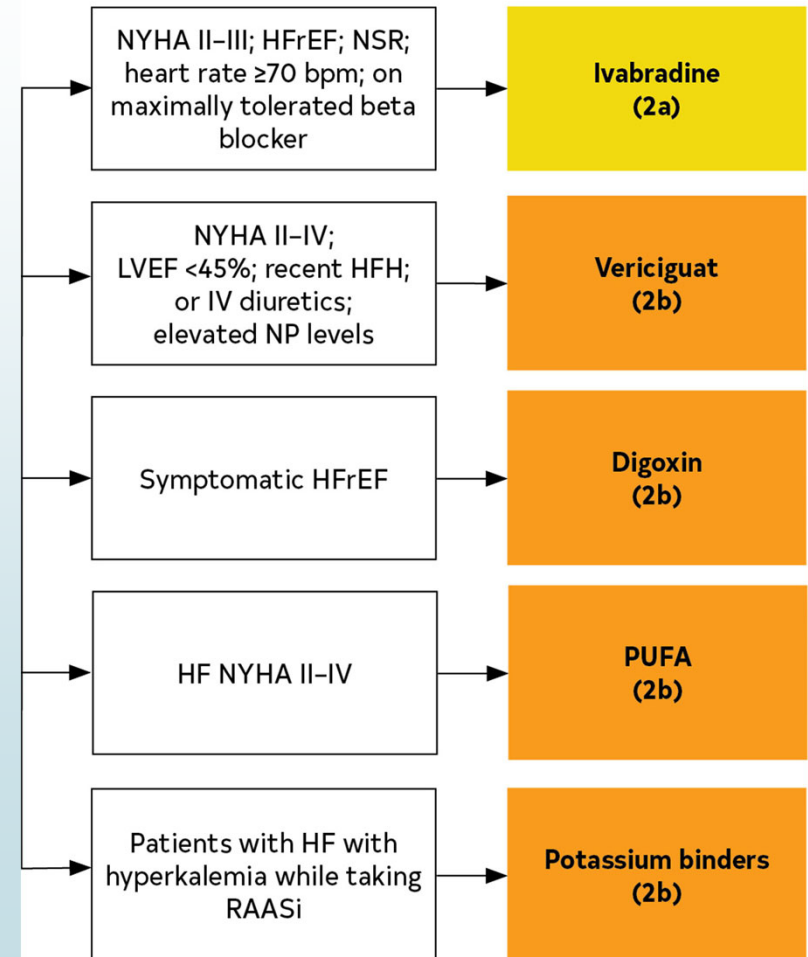 NYHA II–III; HFrEF; NSR;
heart rate ≥70 bpm; on
maximally tolerated beta
blocker
Ivabradine
(2a)
NYHA II–IV;
LVEF <45%; recent HFH;
or IV diuretics;
elevated NP levels
Vericiguat
(2b)
Symptomatic HFrEF
Digoxin
(2b)
HF NYHA II–IV
PUFA
(2b)
Patients with HF with
hyperkalemia while taking
RAASi
Potassium binders
(2b)